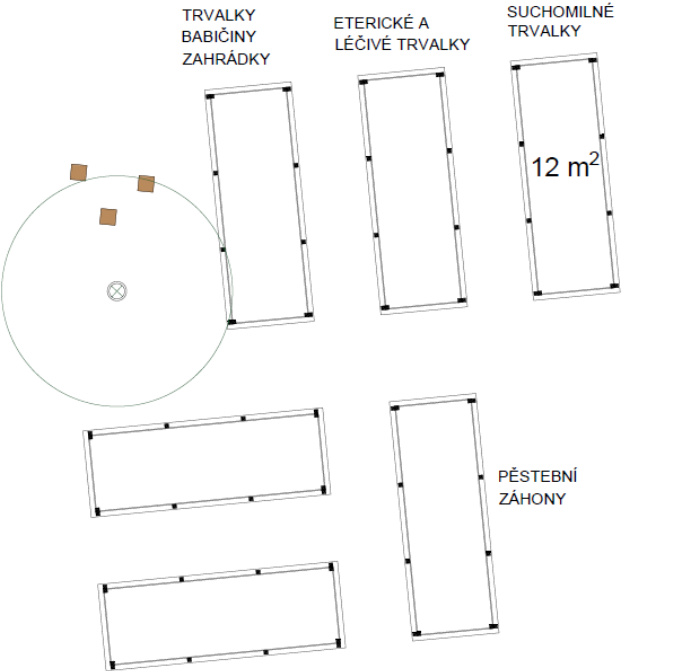 TRVALKY
BABIČINY
ZAHRÁDKY
ETERICKÉ A
LÉČIVÉ TRVALKY
SUCHOMILNÉ
TRVALKY
12 m²
PĚSTEBNÍ
ZÁHONY